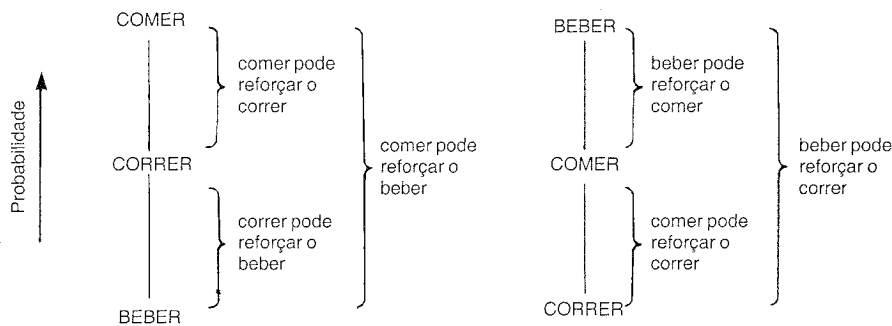 Probabilidade
COMER
comer pode
reforçar o
correr
CORRER
correr pode
reforçar o
beber
BEBER
comer pode
reforçar o
beber
BEBER
beber pode
reforçar o
comer
COMER
comer pode
reforçar o
correr
CORRER
beber pode
reforçar o
correr